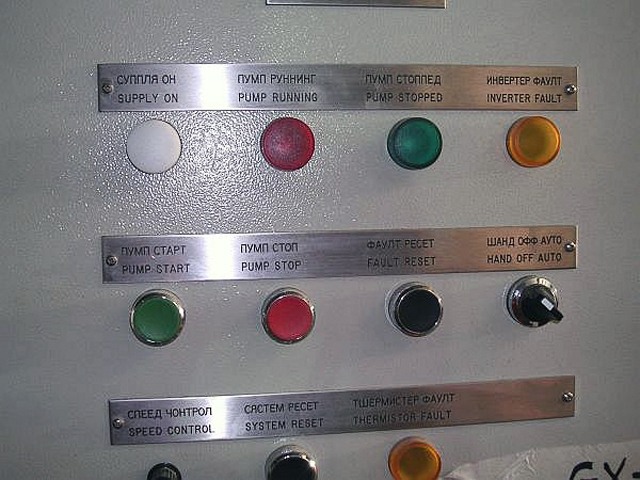 СУППЛЯ ОН ПУМП РУННИНГ ПУМП СТОППЕД ИНВЕРТЕР ФАУЛТ
SUPPLY ON PUMP RUNNING PUMP STOPPED INVERTER FAULT
ПУМП СТАРТ ПУМП СТОП ФАУЛТ РЕСЕТ ШАНД ОФФ АУТО
PUMP START PUMP STOP FAULT RESET HAND OFF AUTO
СПЕЕД ЧОНТРОЛ СЯСТЕМ РЕСЕТ ТШЕРМИСТЕР ФАУЛТ
SPEED CONTROL SYSTEM RESET THERMISTOR FAULT